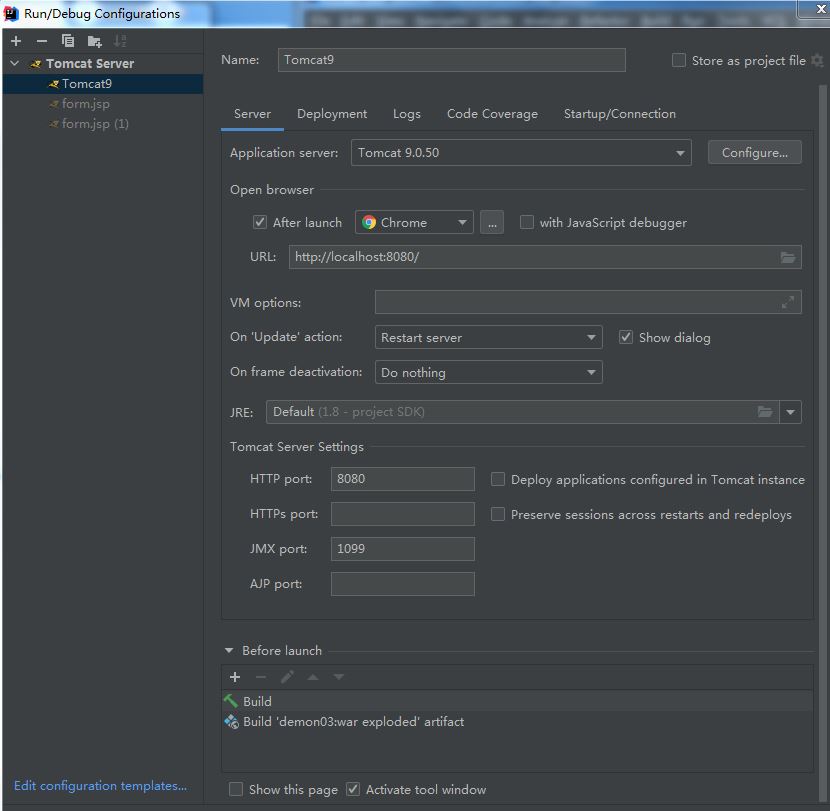 Run/Debug Configurations
Tomcat Server
Tomcat9
form.jsp
form.jsp (1)
Edit configuration templates...
Name: Tomcat9 Store as project file
Server Deployment Logs Code Coverage Startup/Connection
Application server: Tomcat 9.0.50 Configure...
Open browser
After launch Chrome ... with JavaScript debugger
URL: http://localhost:8080/
VM options:
On 'Update' action: Restart server Show dialog
On frame deactivation: Do nothing
JRE: Default (1.8 - project SDK)
Tomcat Server Settings
HTTP port: 8080 Deploy applications configured in Tomcat instance
HTTPs port: Preserve sessions across restarts and redeploys
JMX port: 1099
AJP port:
Before launch
Build
Build 'demon03:war exploded' artifact
Show this page Activate tool window